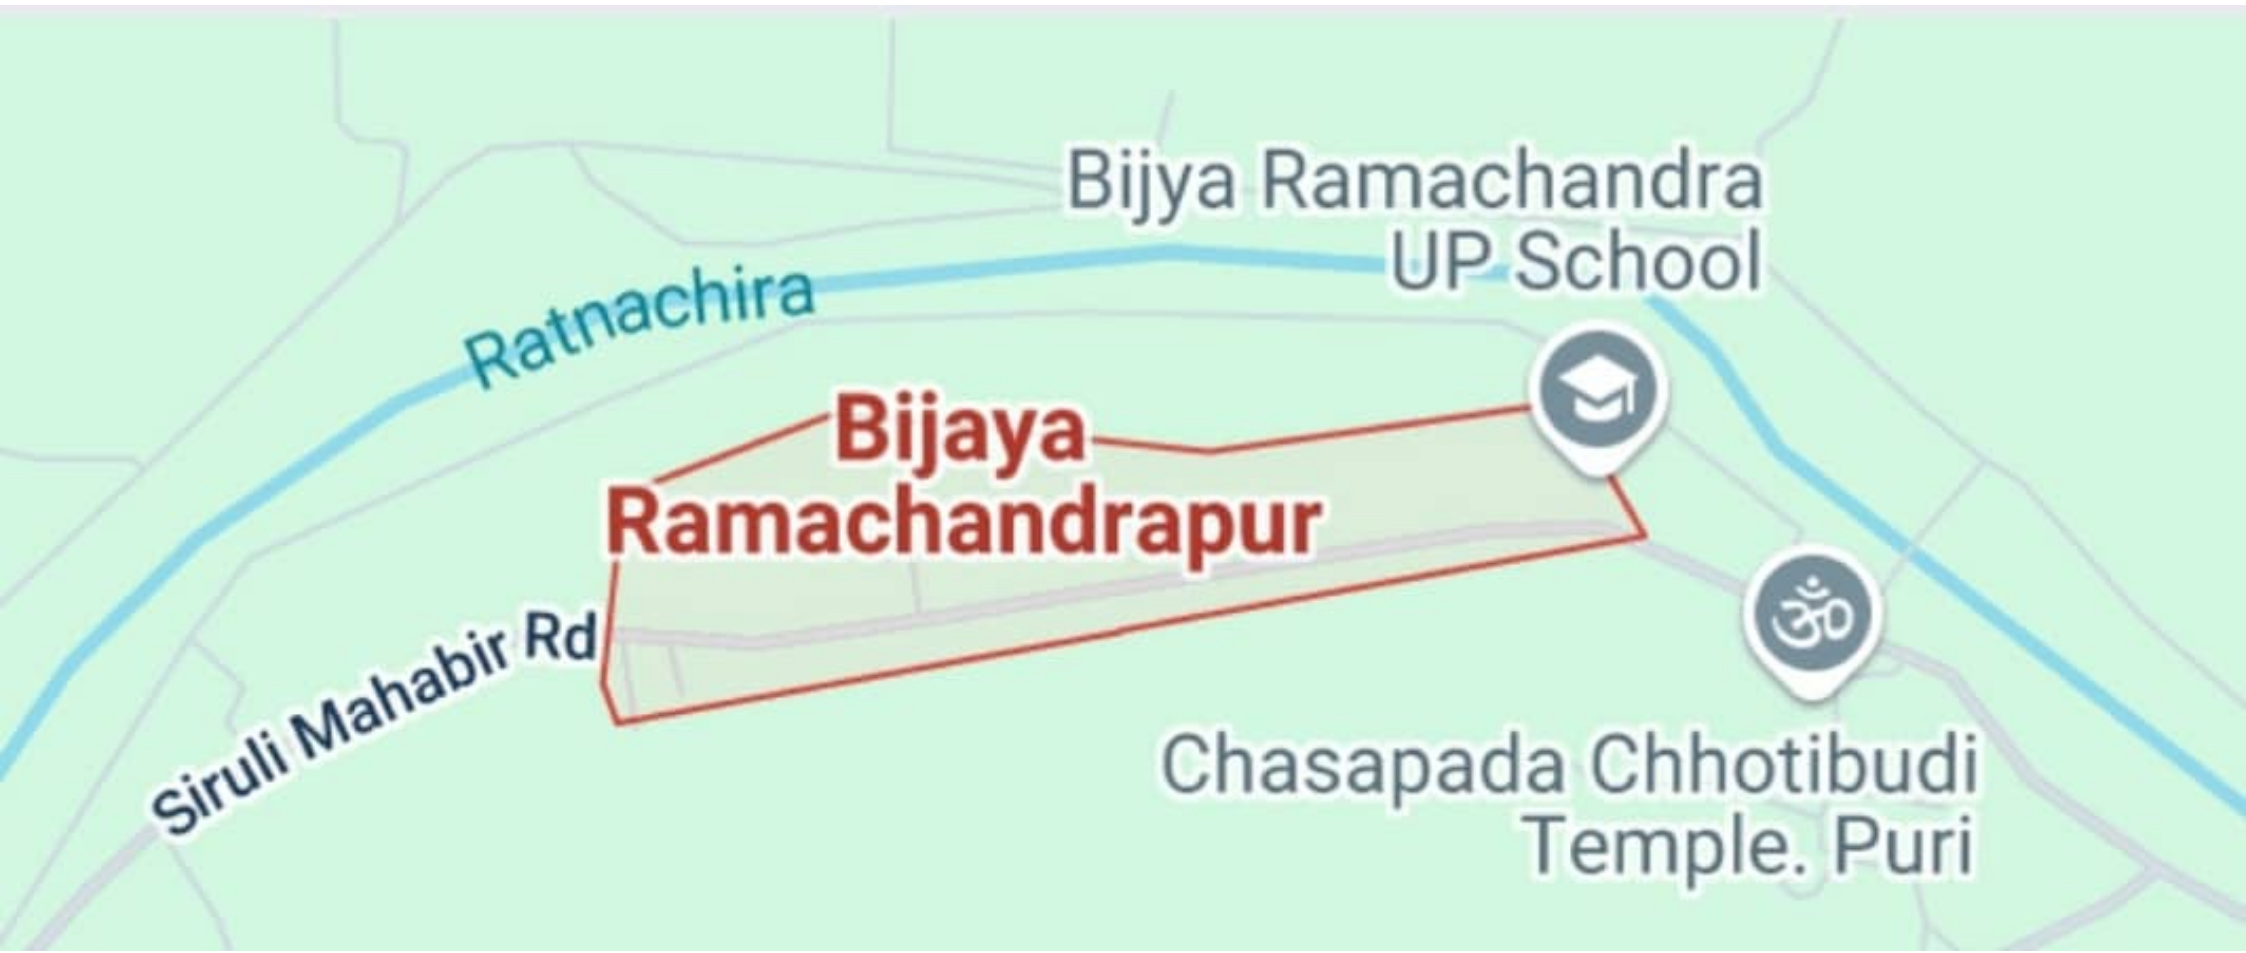 Bijya Ramachandra
UP School
Ratnachira
Bijaya
Ramachandrapur
Siruli Mahabir Rd
ॐ
Chasapada Chhotibudi
Temple. Puri